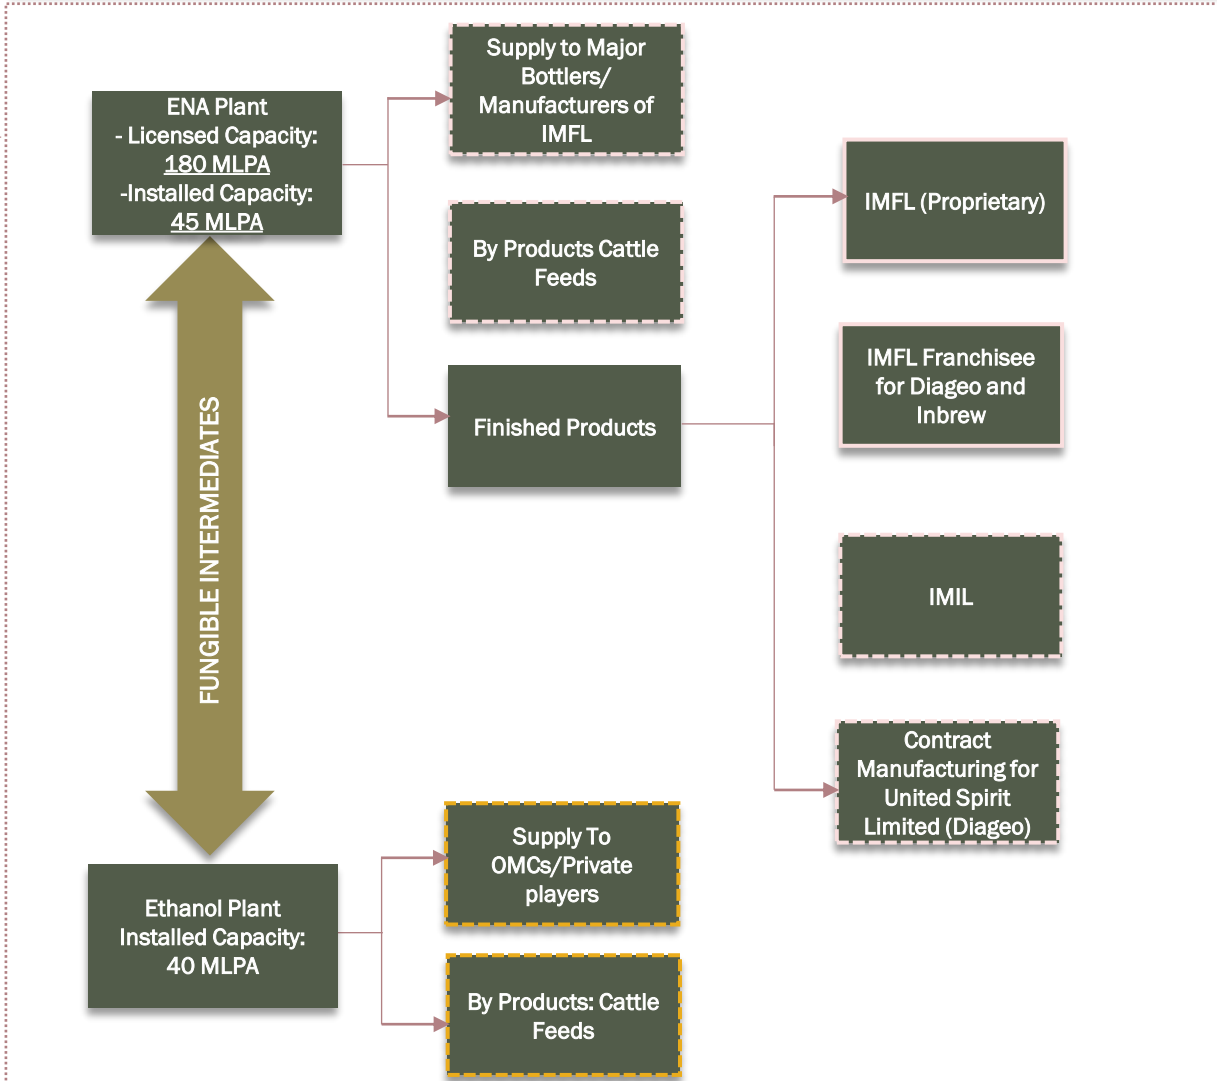 ENA Plant
- Licensed Capacity:
180 MLPA
-Installed Capacity:
45 MLPA
Supply to Major
Bottlers/
Manufacturers of
IMFL
By Products Cattle
Feeds
Finished Products
IMFL (Proprietary)
IMFL Franchisee
for Diageo and
Inbrew
IMIL
Contract
Manufacturing for
United Spirit
Limited (Diageo)
FUNGIBLE INTERMEDIATES
Ethanol Plant
Installed Capacity:
40 MLPA
Supply To
OMCs/Private
players
By Products: Cattle
Feeds